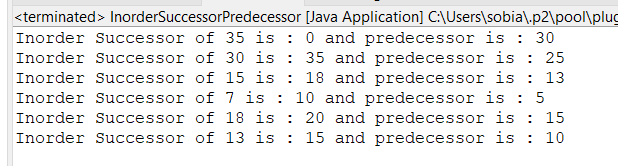 <terminated> InorderSuccessorPredecessor [Java Application] C:\Users\sobia\.p2\pool\plug
Inorder Successor of 35 is : 0 and predecessor is : 30
Inorder Successor of 30 is : 35 and predecessor is : 25
Inorder Successor of 15 is : 18 and predecessor is : 13
Inorder Successor of 7 is : 10 and predecessor is : 5
Inorder Successor of 18 is : 20 and predecessor is : 15
Inorder Successor of 13 is : 15 and predecessor is : 10